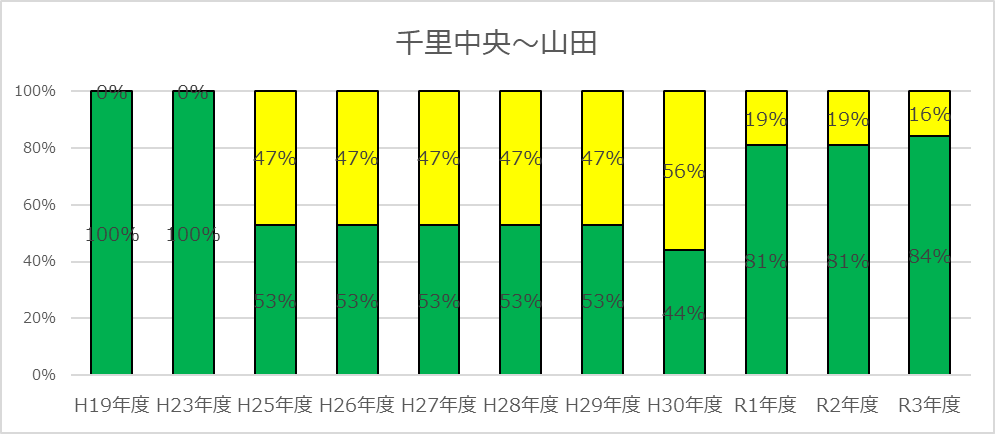 千里中央～山田
100%
80%
60%
40%
20%
0%
0% 0%
47% 47% 47% 47% 47% 56% 19% 19% 16%
100% 100% 53% 53% 53% 53% 53% 44% 81% 81% 84%
H19年度 H23年度 H25年度 H26年度 H27年度 H28年度 H29年度 H30年度 R1年度 R2年度 R3年度